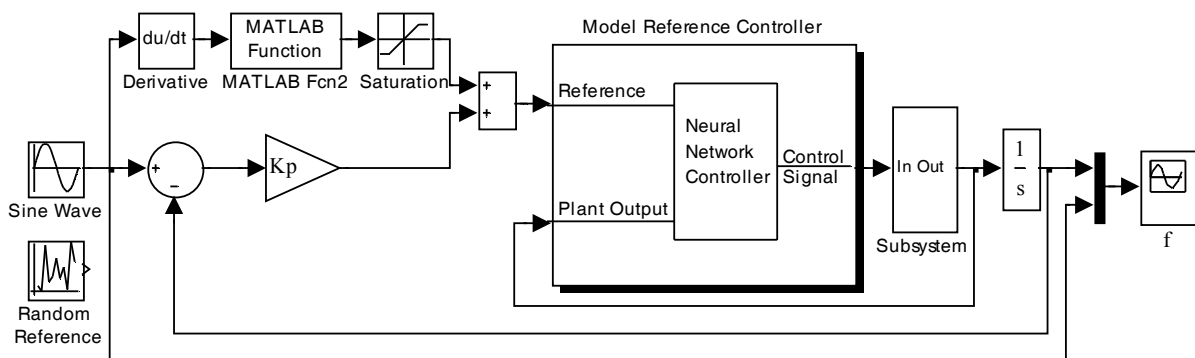 Model Reference Controller
du/dt
MATLAB
Function
Derivative
MATLAB Fcn2
Saturation
+
+
Reference
Neural
Network
Controller
Control
Signal
Plant Output
+
-
Kp
In Out
Subsystem
1
s
f
Sine Wave
Random
Reference